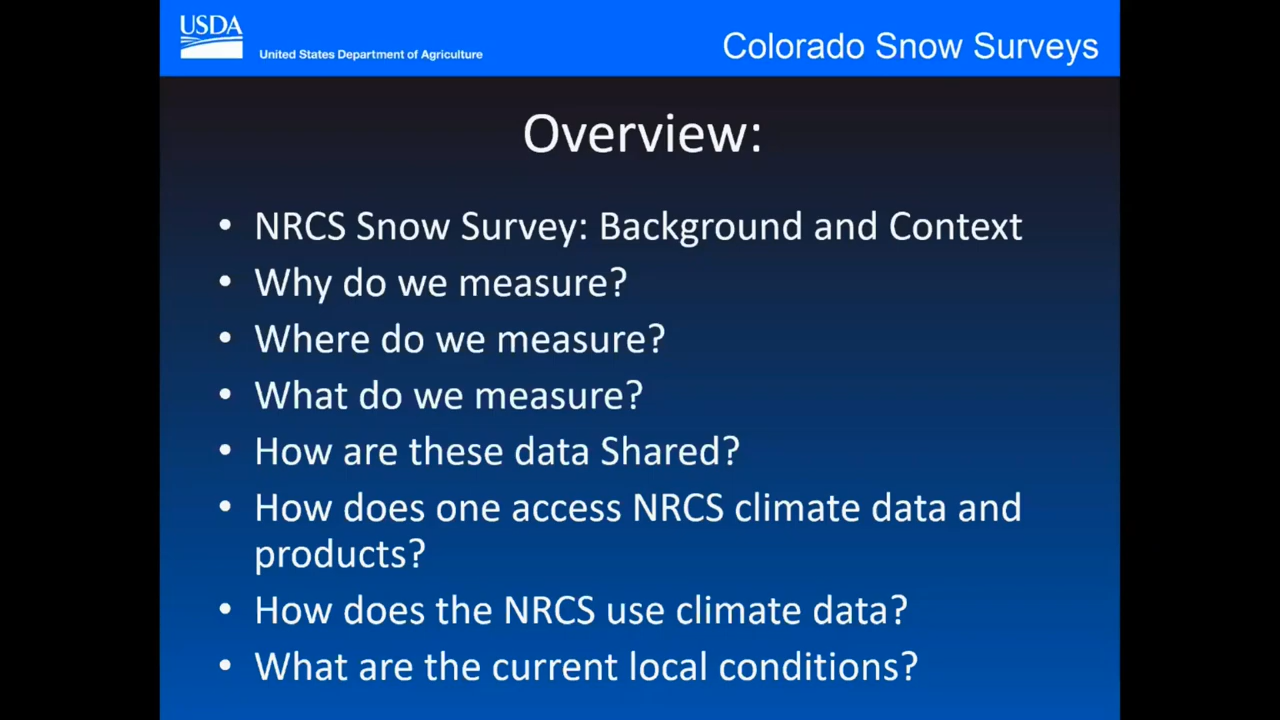 USDA
United States Department of Agriculture
Colorado Snow Surveys
Overview:
• NRCS Snow Survey: Background and Context
• Why do we measure?
• Where do we measure?
• What do we measure?
• How are these data Shared?
• How does one access NRCS climate data and
products?
• How does the NRCS use climate data?
• What are the current local conditions?